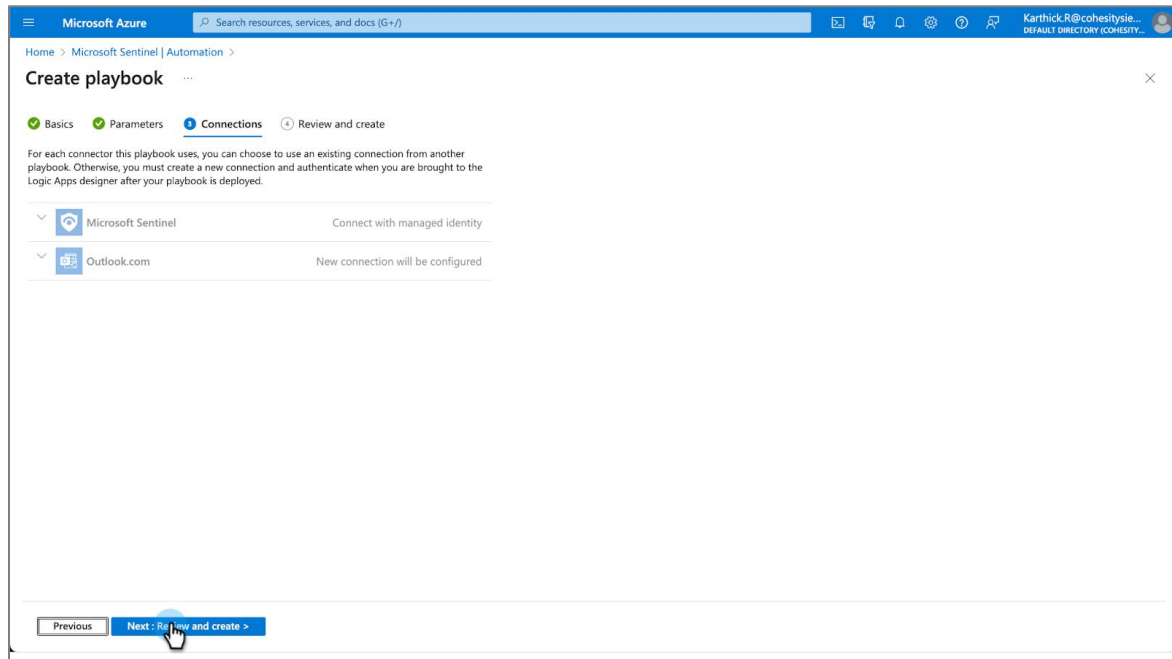 Microsoft Azure
Search resources, services, and docs (G+/)
Karthick.R@cohesitysie...
DEFAULT DIRECTORY (COHESITY...
Home > Microsoft Sentinel | Automation >
Create playbook ...
Basics
Parameters
3 Connections
4 Review and create
For each connector this playbook uses, you can choose to use an existing connection from another
playbook. Otherwise, you must create a new connection and authenticate when you are brought to the
Logic Apps designer after your playbook is deployed.
Microsoft Sentinel
Connect with managed identity
Outlook.com
New connection will be configured
Previous
Next : Review and create >